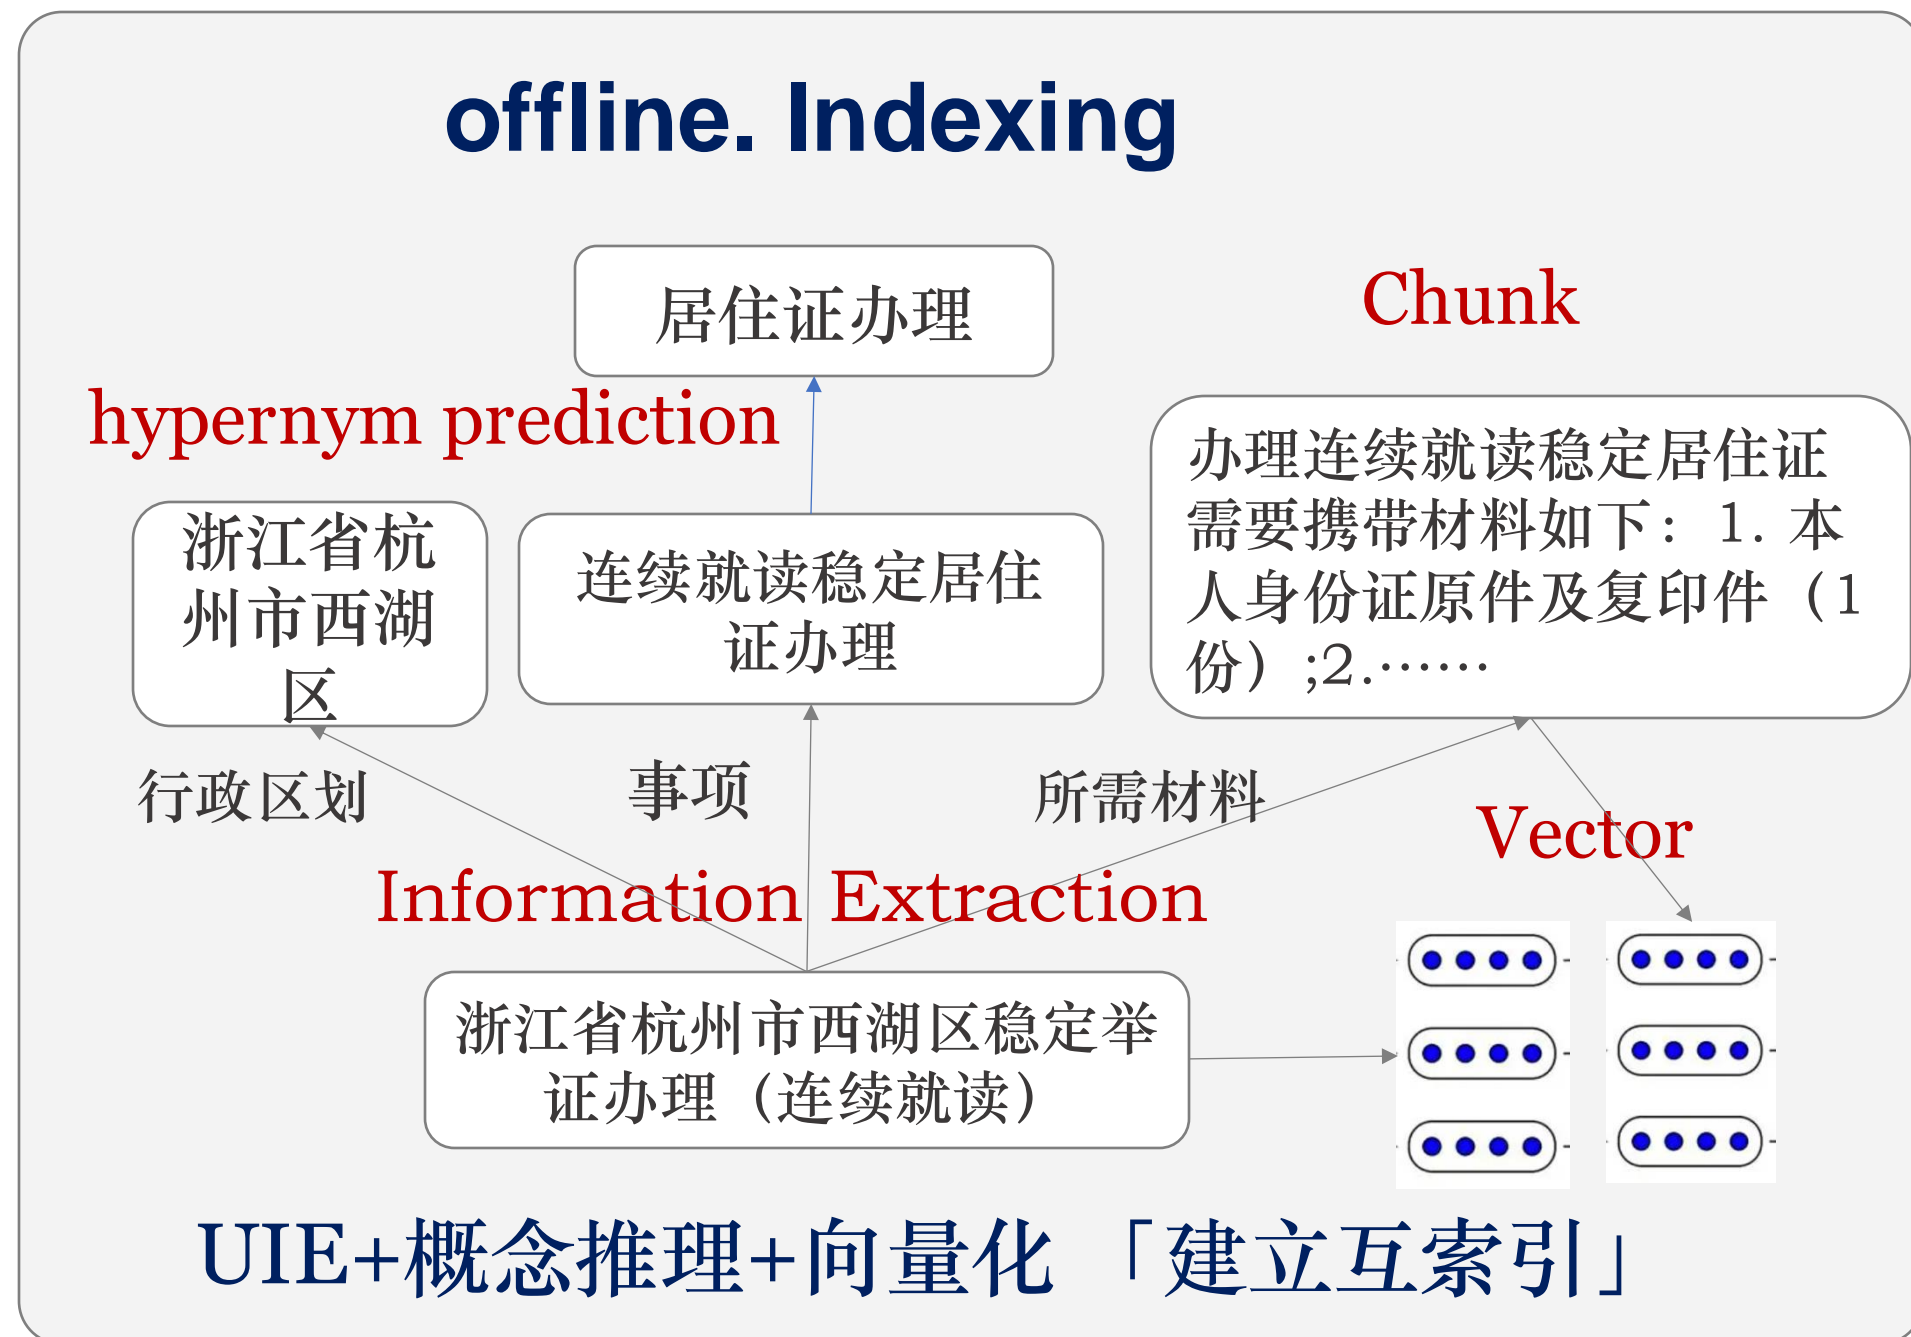 offline. Indexing
居住证办理
Chunk
hypernym prediction
浙江省杭
州市西湖
区
连续就读稳定居住
证办理
办理连续就读稳定居住证
需要携带材料如下：1. 本
人身份证原件及复印件（1
份）;2.……
行政区划
事项
所需材料
Vector
Information Extraction
浙江省杭州市西湖区稳定举
证办理（连续就读）
UIE+概念推理+向量化「建立互索引」